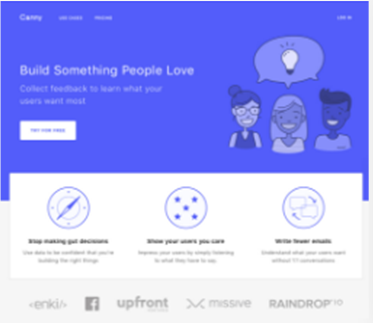 Canny USE CASES PRICING LOG IN
Build Something People Love
Collect feedback to learn what your
users want most
TRY FOR FREE
Stop making gut decisions
Use data to be confident that you're
building the right things
Show your users you care
Impress your users by simply listening
to what they have to say
Write fewer emails
Understand what your users want
without 1:1 conversations
<enki/> upfront missive RAINDROP IO